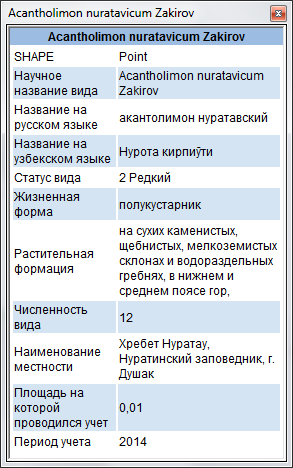 Acantholimon nuratavicum Zakirov
Acantholimon nuratavicum Zakirov
SHAPE Point
Научное название вида Acantholimon nuratavicum Zakirov
Название на русском языке акантолимон нуратавский
Название на узбекском языке Нурота кирпиўти
Статус вида 2 Редкий
Жизненная форма полукустарник
Растительная формация на сухих каменистых, щебнистых, мелкоземистых склонах и водораздельных гребнях, в нижнем и среднем поясе гор,
Численность вида 12
Наименование местности Хребет Нуратау, Нуратинский заповедник, г. Душак
Площадь на которой проводился учет 0,01
Период учета 2014